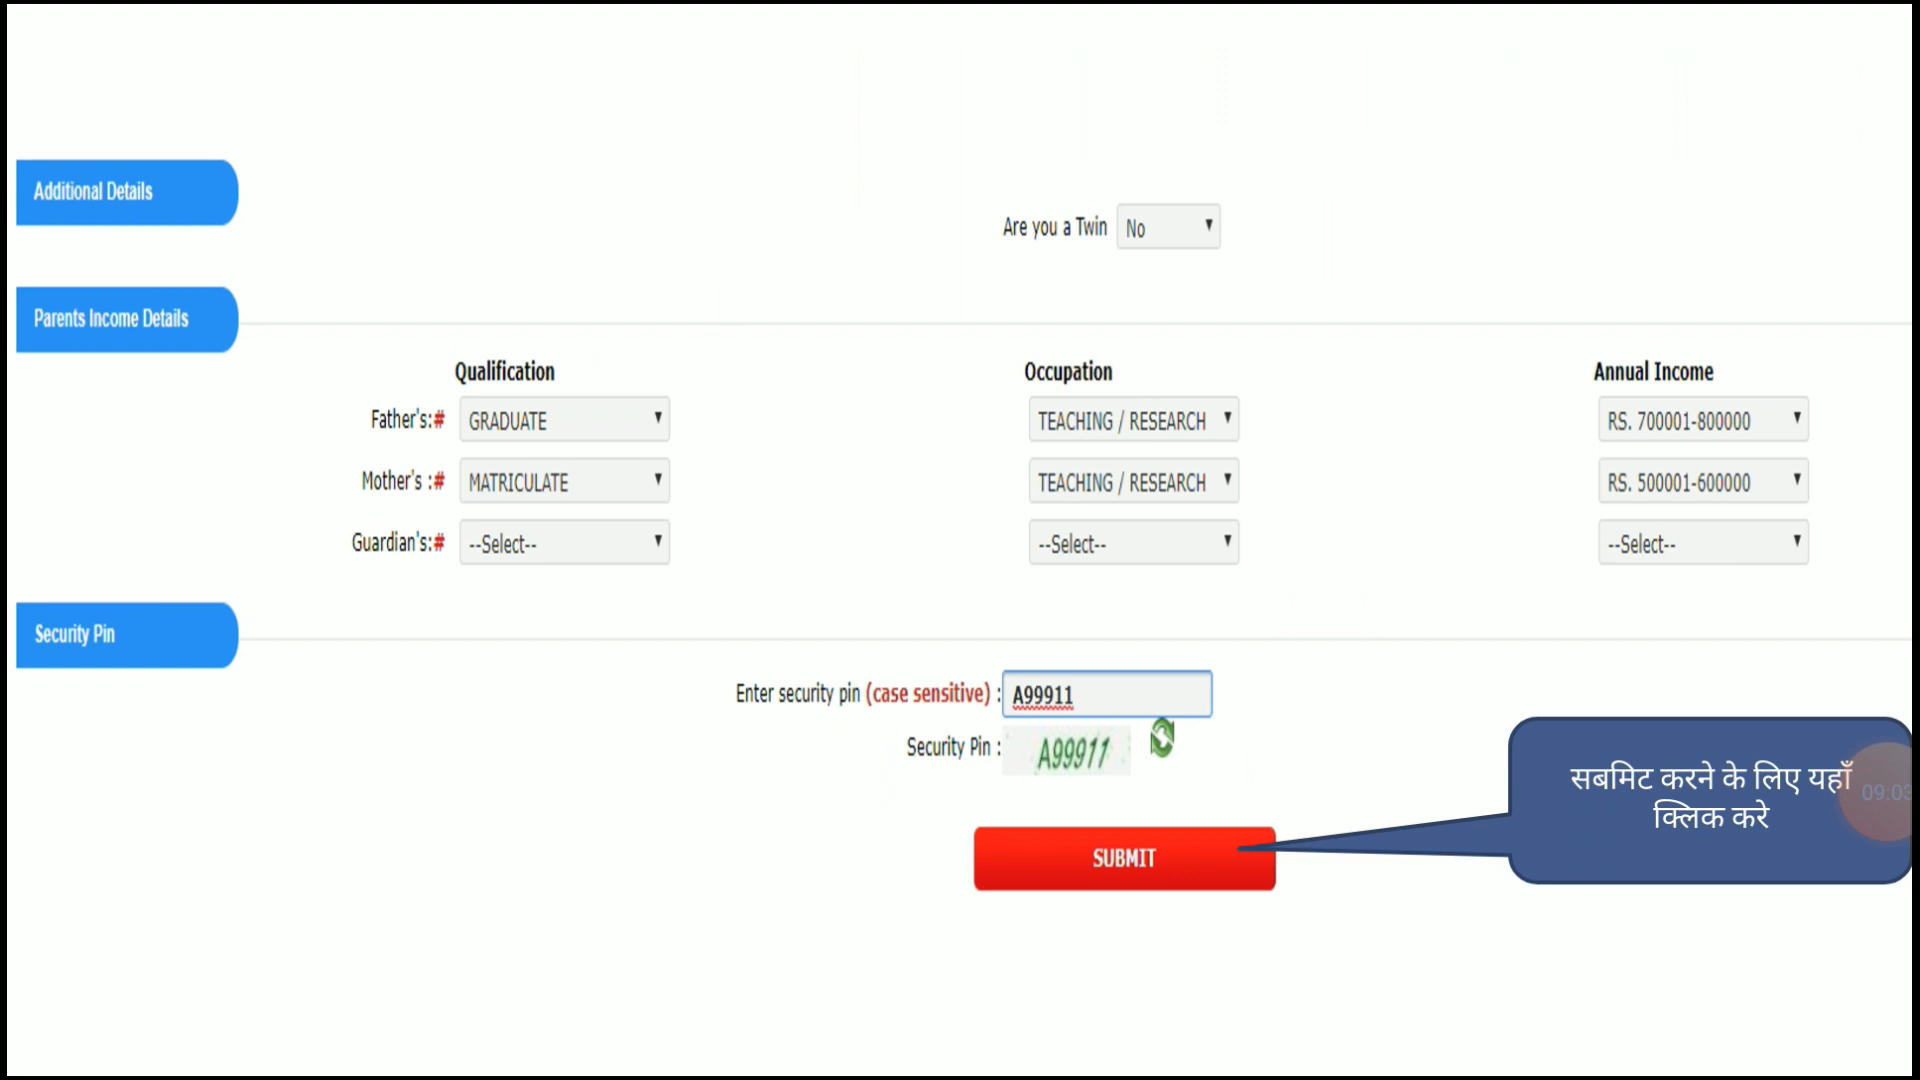 Additional Details
Are you a Twin No
Parents Income Details
Qualification Occupation Annual Income
Father's:# GRADUATE TEACHING / RESEARCH RS. 700001-800000
Mother's :# MATRICULATE TEACHING / RESEARCH RS. 500001-600000
Guardian's:# --Select-- --Select-- --Select--
Security Pin
Enter security pin (case sensitive) : A99911
Security Pin : A99911
सबमिट करने के लिए यहाँ
क्लिक करे
09:03
SUBMIT